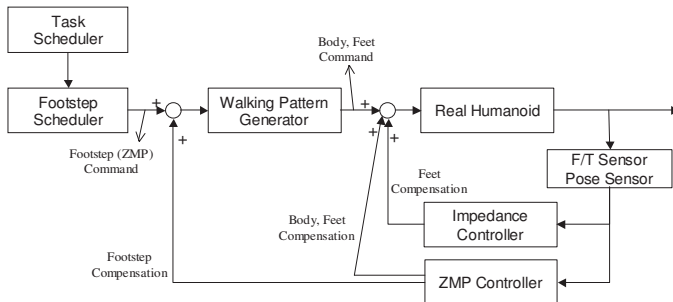 Task
Scheduler
Body, Feet
Command
Footstep
Scheduler
+
Walking Pattern
Generator
+
Real Humanoid
+
+
+
Footstep (ZMP)
Command
F/T Sensor
Pose Sensor
Feet
Compensation
Impedance
Controller
Body, Feet
Compensation
Footstep
Compensation
ZMP Controller